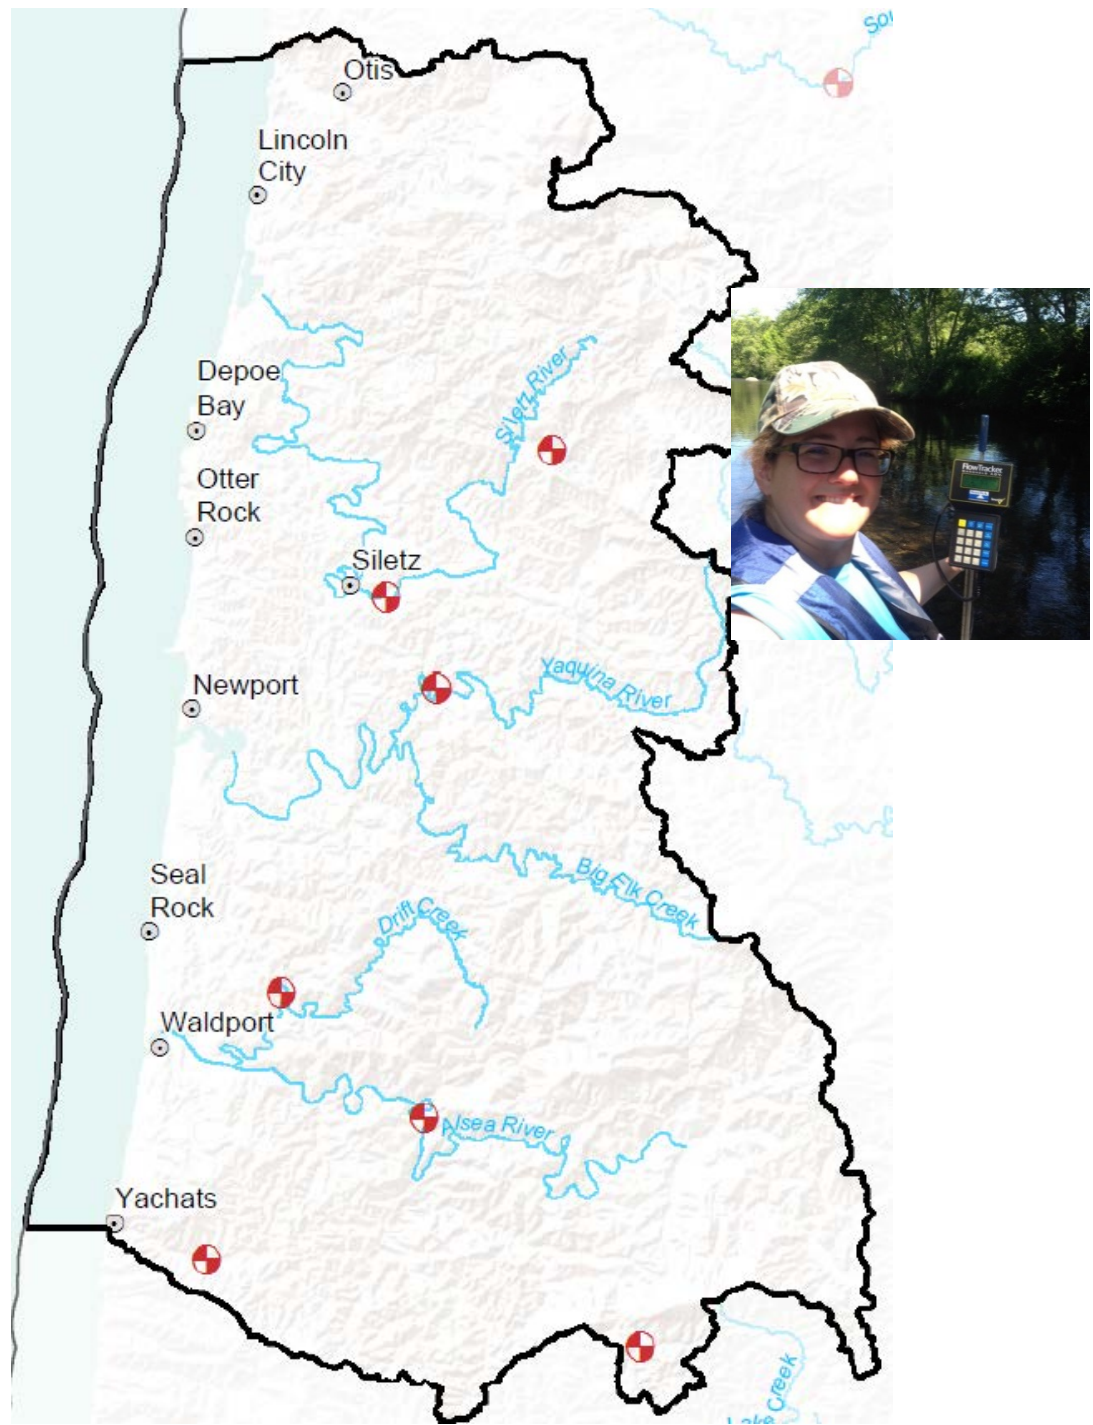 Sou
Otis
Lincoln
City
Depoe
Bay
Siletz River
Otter
Rock
FlowTracker
Siletz
Yaquina River
Newport
Big Elk Creek
Seal
Rock
Drift Creek
Waldport
Alsea River
Yachats
Lake Creek